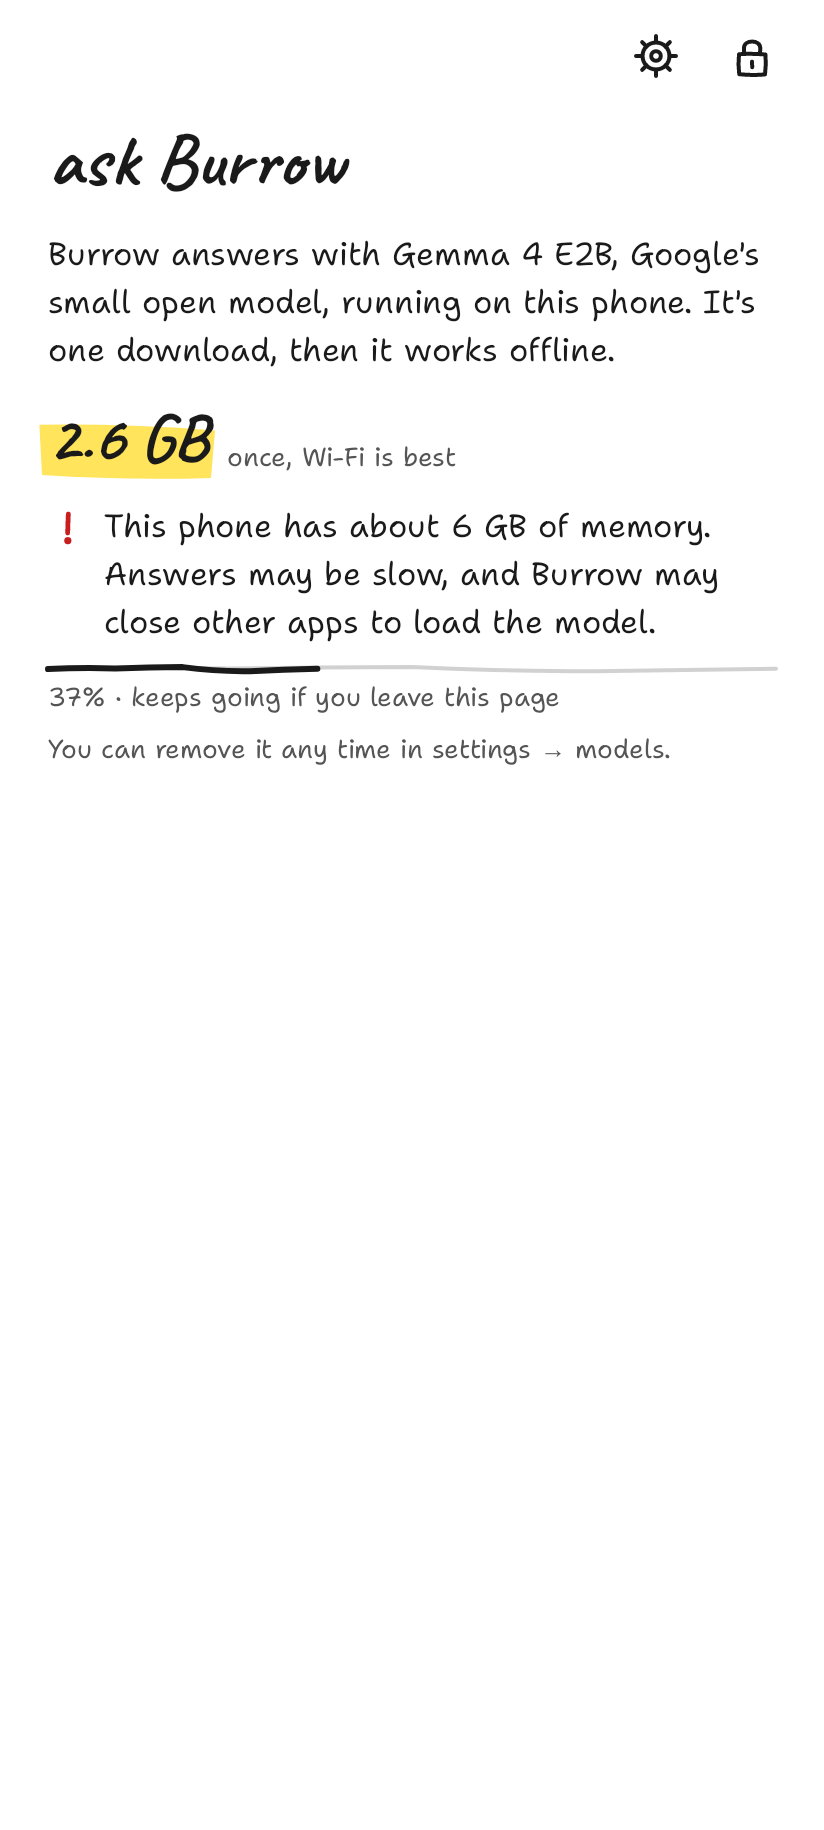 ask Burrow
Burrow answers with Gemma 4 E2B, Google's
small open model, running on this phone. It's
one download, then it works offline.
2.6 GB once, Wi-Fi is best
! This phone has about 6 GB of memory.
Answers may be slow, and Burrow may
close other apps to load the model.
37% · keeps going if you leave this page
You can remove it any time in settings → models.